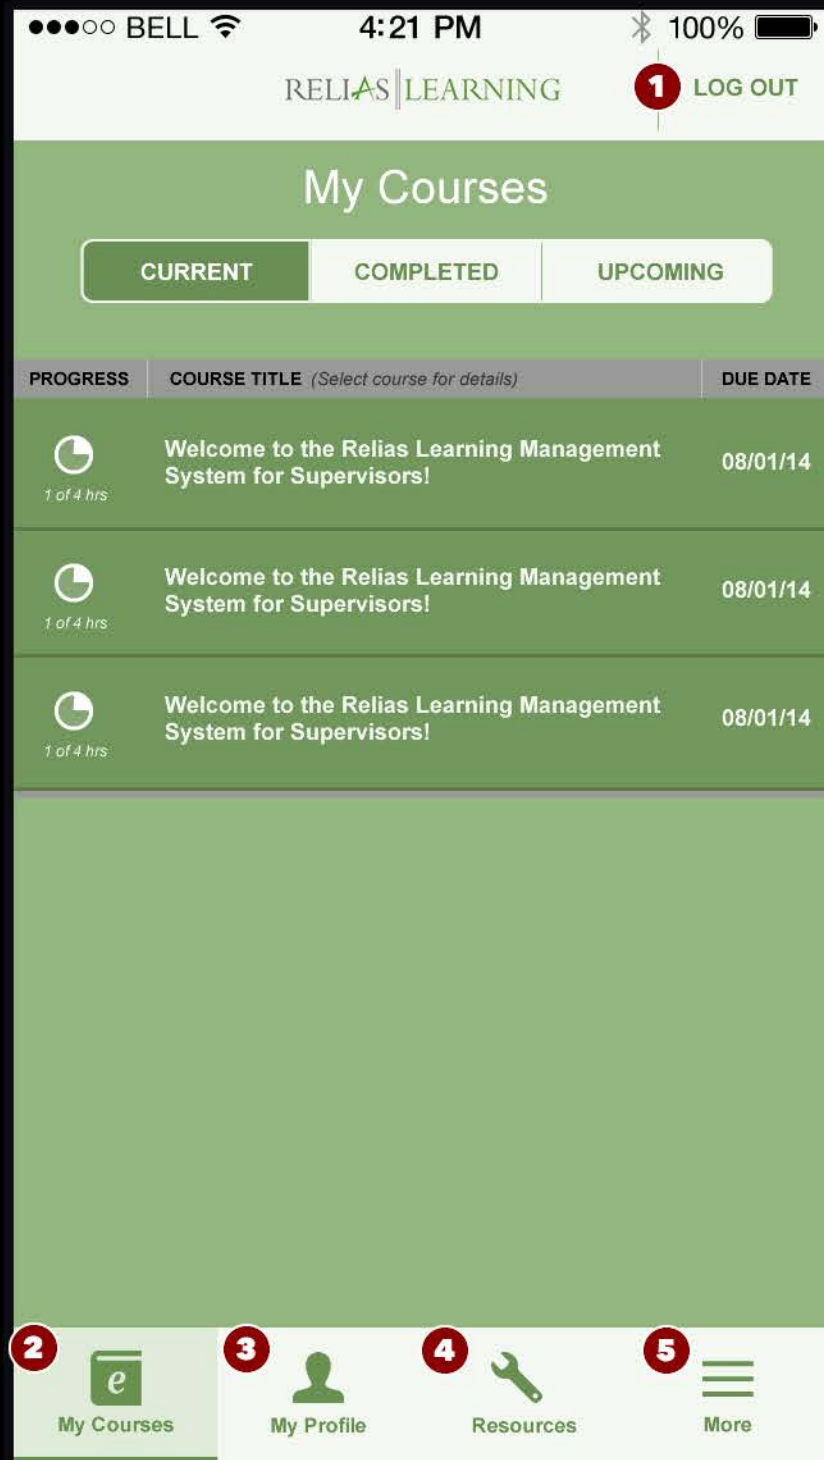 BELL 4:21 PM 100%
RELIAS LEARNING 1 LOG OUT
My Courses
CURRENT COMPLETED UPCOMING
PROGRESS COURSE TITLE (Select course for details) DUE DATE
Welcome to the Relias Learning Management
System for Supervisors!
08/01/14
1 of 4 hrs
Welcome to the Relias Learning Management
System for Supervisors!
08/01/14
1 of 4 hrs
Welcome to the Relias Learning Management
System for Supervisors!
08/01/14
1 of 4 hrs
2 3 4 5
e
My Courses My Profile Resources More